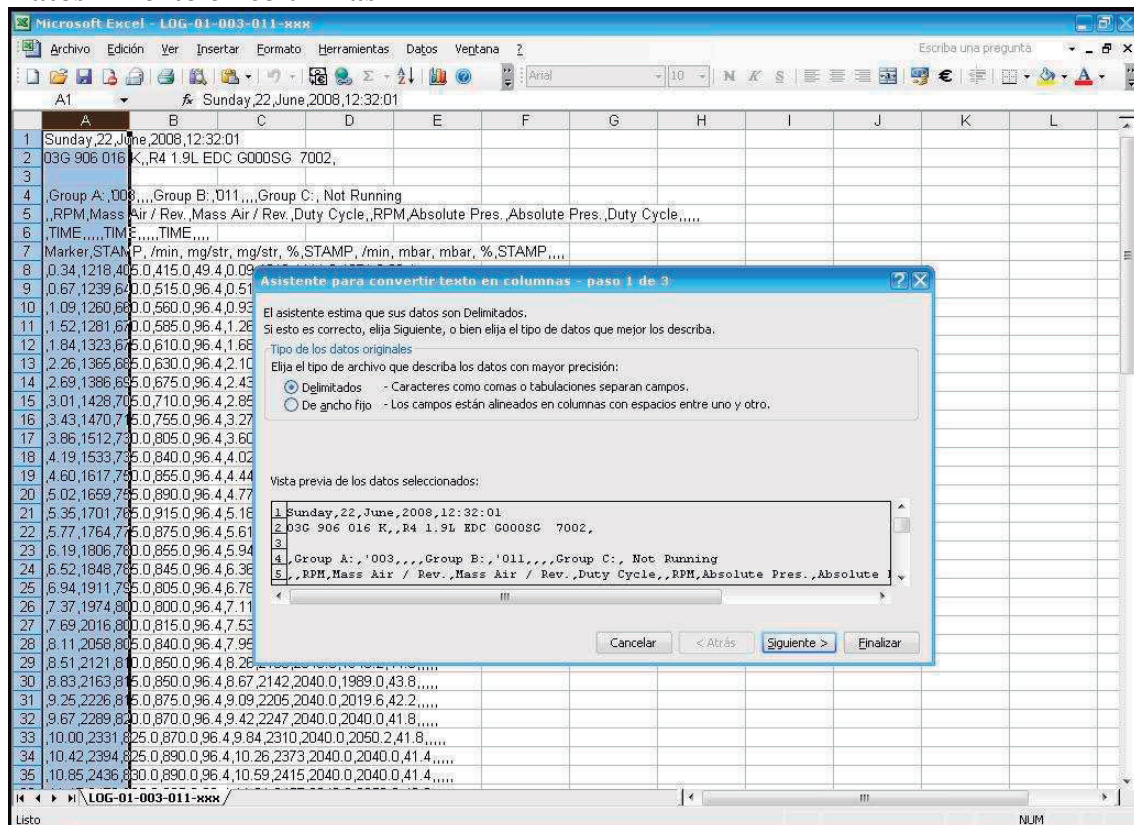 Microsoft Excel - LOG-01-003-011-xxx
Archivo Edición Ver Insertar Formato Herramientas Datos Ventana ?
Escriba una pregunta
Arial 10 N K S
A1 fx Sunday,22,June,2008,12:32:01
A B C D E F G H I J K L
1 Sunday,22,June,2008,12:32:01
2 03G 906 016 K,,R4 1.9L EDC G000SG 7002,
3
4 ,Group A:,'003,,,,Group B:,'011,,,,Group C:, Not Running
5 ,,RPM,Mass Air / Rev.,Mass Air / Rev.,Duty Cycle,,RPM,Absolute Pres.,Absolute Pres.,Duty Cycle,,,,,
6 ,TIME,,,,,TIME,,,,,TIME,,,,
7 Marker,STAMP, /min, mg/str, mg/str, %,STAMP, /min, mbar, mbar, %,STAMP,,,,
8 ,0.34,1218,405.0,415.0,49.4,0.09
9 ,0.67,1239,640.0,515.0,96.4,0.51
10 ,1.09,1260,660.0,560.0,96.4,0.93
11 ,1.52,1281,670.0,585.0,96.4,1.26
12 ,1.84,1323,675.0,610.0,96.4,1.68
13 ,2.26,1365,685.0,630.0,96.4,2.10
14 ,2.69,1386,695.0,675.0,96.4,2.43
15 ,3.01,1428,705.0,710.0,96.4,2.85
16 ,3.43,1470,715.0,755.0,96.4,3.27
17 ,3.86,1512,730.0,805.0,96.4,3.60
18 ,4.19,1533,735.0,840.0,96.4,4.02
19 ,4.60,1617,750.0,855.0,96.4,4.44
20 ,5.02,1659,755.0,890.0,96.4,4.77
21 ,5.35,1701,765.0,915.0,96.4,5.18
22 ,5.77,1764,775.0,875.0,96.4,5.61
23 ,6.19,1806,780.0,855.0,96.4,5.94
24 ,6.52,1848,785.0,845.0,96.4,6.36
25 ,6.94,1911,795.0,805.0,96.4,6.78
26 ,7.37,1974,800.0,800.0,96.4,7.11
27 ,7.69,2016,800.0,815.0,96.4,7.53
28 ,8.11,2058,805.0,840.0,96.4,7.95
29 ,8.51,2121,810.0,850.0,96.4,8.26
30 ,8.83,2163,815.0,850.0,96.4,8.67,2142,2040.0,1989.0,43.8,,,,,
31 ,9.25,2226,815.0,875.0,96.4,9.09,2205,2040.0,2019.6,42.2,,,,,
32 ,9.67,2289,820.0,870.0,96.4,9.42,2247,2040.0,2040.0,41.8,,,,,
33 ,10.00,2331,825.0,870.0,96.4,9.84,2310,2040.0,2050.2,41.8,,,,,
34 ,10.42,2394,825.0,890.0,96.4,10.26,2373,2040.0,2040.0,41.4,,,,,
35 ,10.85,2436,830.0,890.0,96.4,10.59,2415,2040.0,2040.0,41.4,,,,,
Asistente para convertir texto en columnas - paso 1 de 3
El asistente estima que sus datos son Delimitados.
Si esto es correcto, elija Siguiente, o bien elija el tipo de datos que mejor los describa.
Tipo de los datos originales
Elija el tipo de archivo que describa los datos con mayor precisión:
Delimitados - Caracteres como comas o tabulaciones separan campos.
De ancho fijo - Los campos están alineados en columnas con espacios entre uno y otro.
Vista previa de los datos seleccionados:
1 Sunday,22,June,2008,12:32:01
2 03G 906 016 K,,R4 1.9L EDC G000SG 7002,
3
4 ,Group A:,'003,,,,Group B:,'011,,,,Group C:, Not Running
5 ,,RPM,Mass Air / Rev.,Mass Air / Rev.,Duty Cycle,,RPM,Absolute Pres.,Absolute
Cancelar < Atrás Siguiente > Finalizar
LOG-01-003-011-xxx
Listo NUM